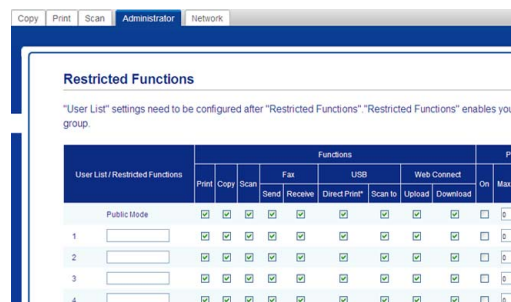 Copy Print Scan Administrator Network
Restricted Functions
"User List" settings need to be configured after "Restricted Functions"."Restricted Functions" enables you
group.
Functions P
User List / Restricted Functions Print Copy Scan Fax USB Web Connect On Max
Send Receive Direct Print* Scan to Upload Download
Public Mode 0
1 0
2 0
3 0
4